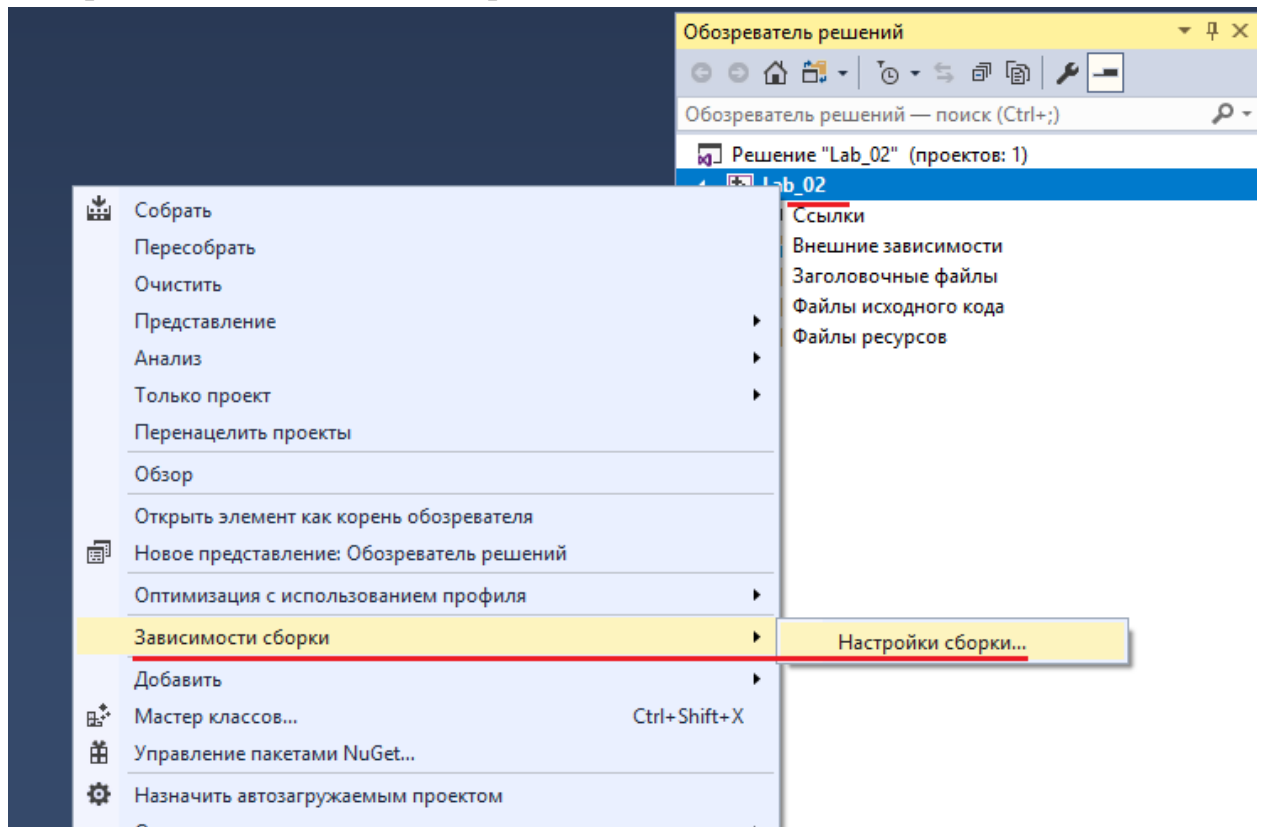 Обозреватель решений
Обозреватель решений — поиск (Ctrl+;)
Решение "Lab_02" (проектов: 1)
Lab_02
Ссылки
Внешние зависимости
Заголовочные файлы
Файлы исходного кода
Файлы ресурсов
Собрать
Пересобрать
Очистить
Представление
Анализ
Только проект
Перенацелить проекты
Обзор
Открыть элемент как корень обозревателя
Новое представление: Обозреватель решений
Оптимизация с использованием профиля
Зависимости сборки
Настройки сборки...
Добавить
Мастер классов... Ctrl+Shift+X
Управление пакетами NuGet...
Назначить автозагружаемым проектом